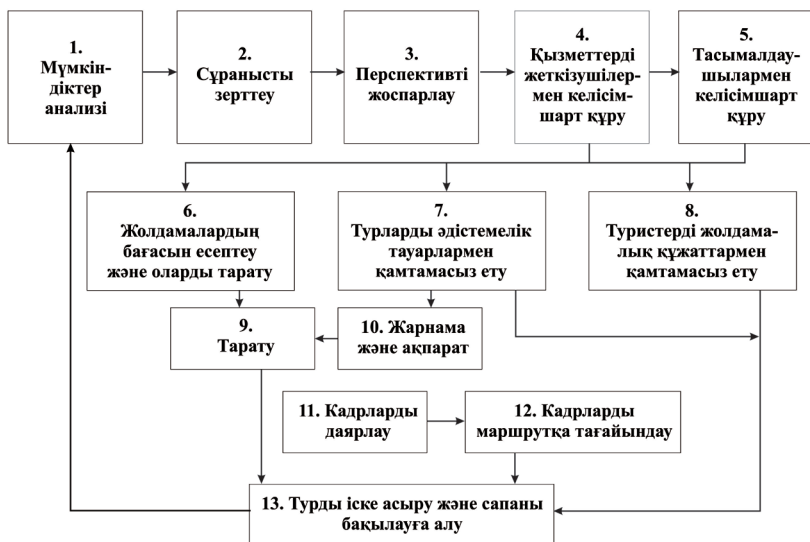 1.
Мүмкін-
діктер
анализі
2.
Сұранысты
зерттеу
3.
Перспективті
жоспарлау
4.
Қызметтерді
жеткізушілер-
мен келісім-
шарт құру
5.
Тасымалдау-
шылармен
келісімшарт
құру
6.
Жолдамалардың
бағасын есептеу
және оларды тарату
7.
Турларды әдістемелік
тауарлармен
қамтамасыз ету
8.
Туристерді жолдама-
лық құжаттармен
қамтамасыз ету
9.
Тарату
10. Жарнама
және ақпарат
11. Кадрларды
даярлау
12. Кадрларды
маршрутқа тағайындау
13. Турды іске асыру және сапаны
бақылауға алу